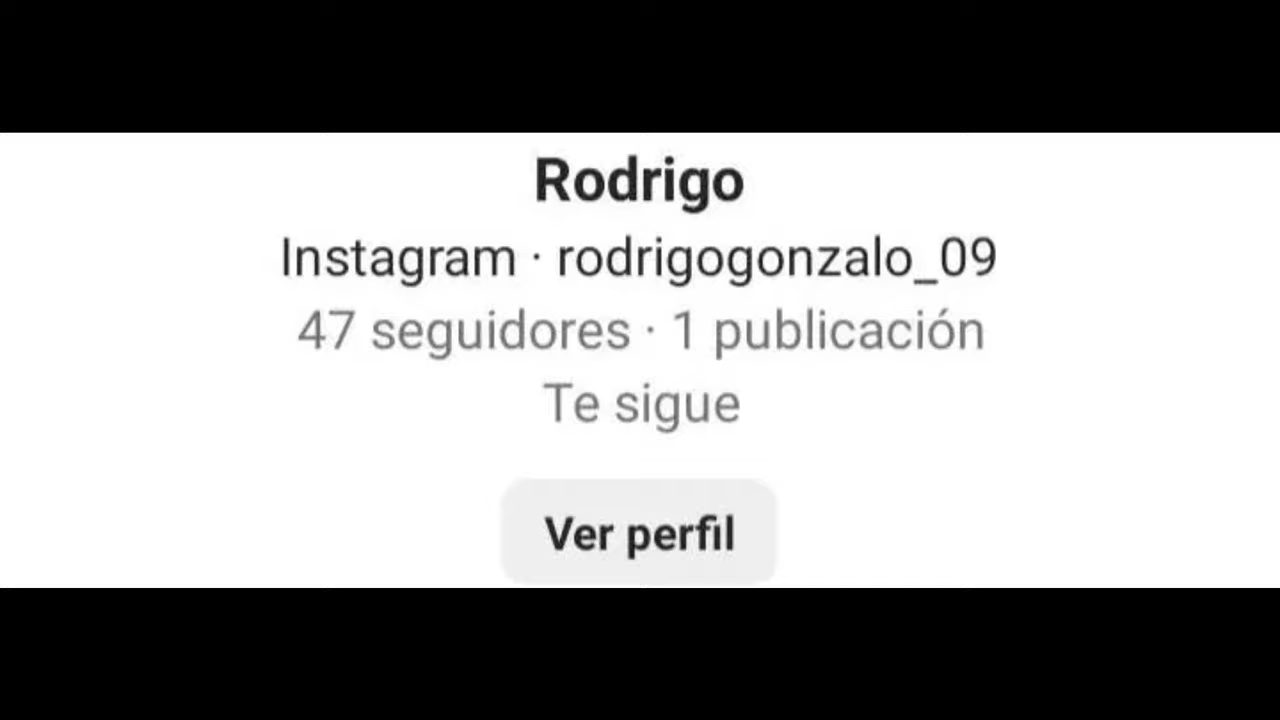 Rodrigo
Instagram · rodrigogonzalo_09
47 seguidores · 1 publicación
Te sigue
Ver perfil